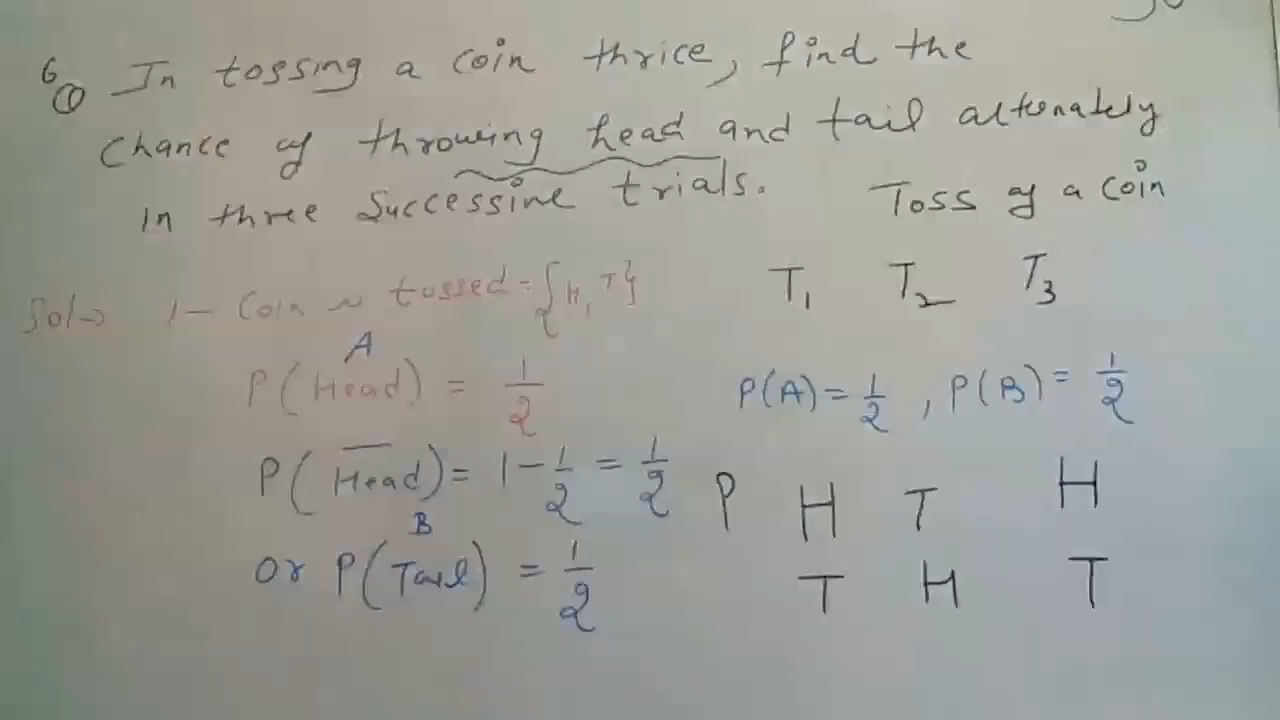 6
① In tossing a coin thrice, find the
chance of throwing head and tail alternately
in three successive trials.
Toss of a coin
Sol→ 1- Coin ~ tossed = {H, T}
T₁ T₂ T₃
A
P(Head) = 1/2
P(A) = 1/2 , P(B) = 1/2
P(H̅e̅a̅d̅) = 1 - 1/2 = 1/2
P H T H
B
or P(Tail) = 1/2
T H T